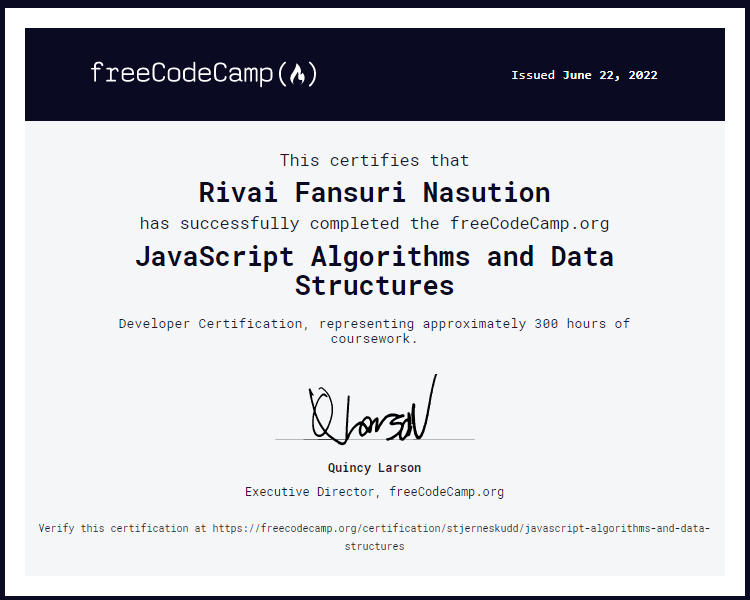 freeCodeCamp
Issued June 22, 2022
This certifies that
Rivai Fansuri Nasution
has successfully completed the freeCodeCamp.org
JavaScript Algorithms and Data
Structures
Developer Certification, representing approximately 300 hours of
coursework.
Q Larson
Quincy Larson
Executive Director, freeCodeCamp.org
Verify this certification at https://freecodecamp.org/certification/stjerneskudd/javascript-algorithms-and-data-
structures